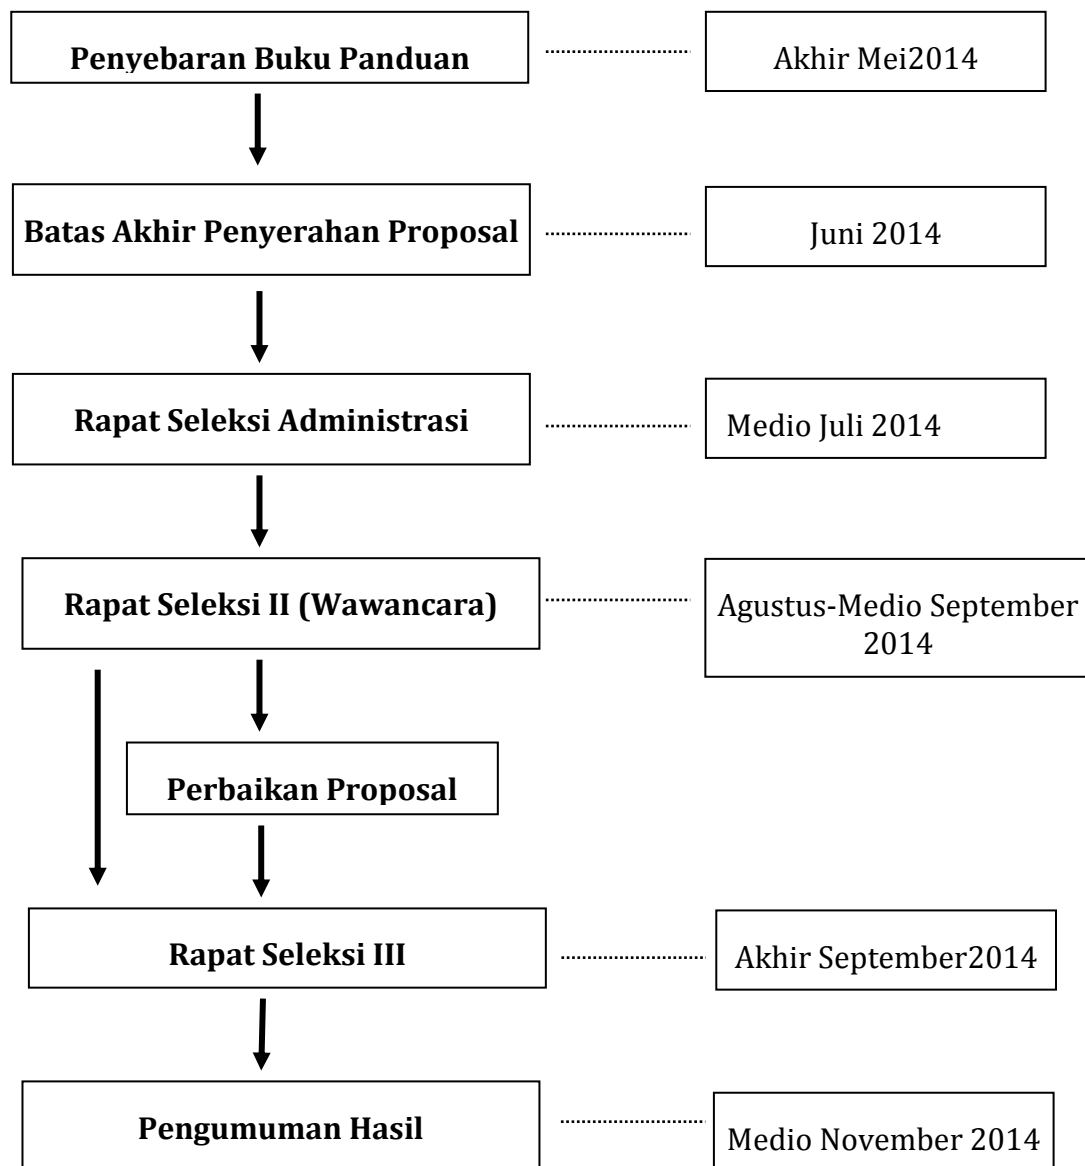 Penyebaran Buku Panduan
Akhir Mei2014
Batas Akhir Penyerahan Proposal
Juni 2014
Rapat Seleksi Administrasi
Medio Juli 2014
Rapat Seleksi II (Wawancara)
Agustus-Medio September
2014
Perbaikan Proposal
Rapat Seleksi III
Akhir September2014
Pengumuman Hasil
Medio November 2014